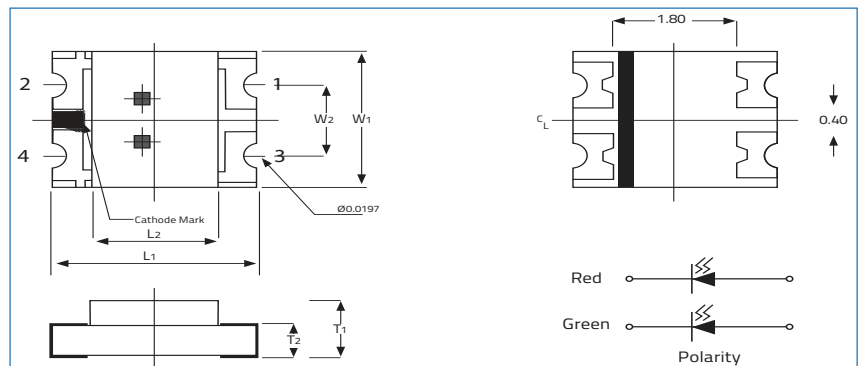 1.80
2
1
W2
W1
CL
0.40
4
3
Ø0.0197
Cathode Mark
L2
L1
Red
T1
T2
Green
Polarity